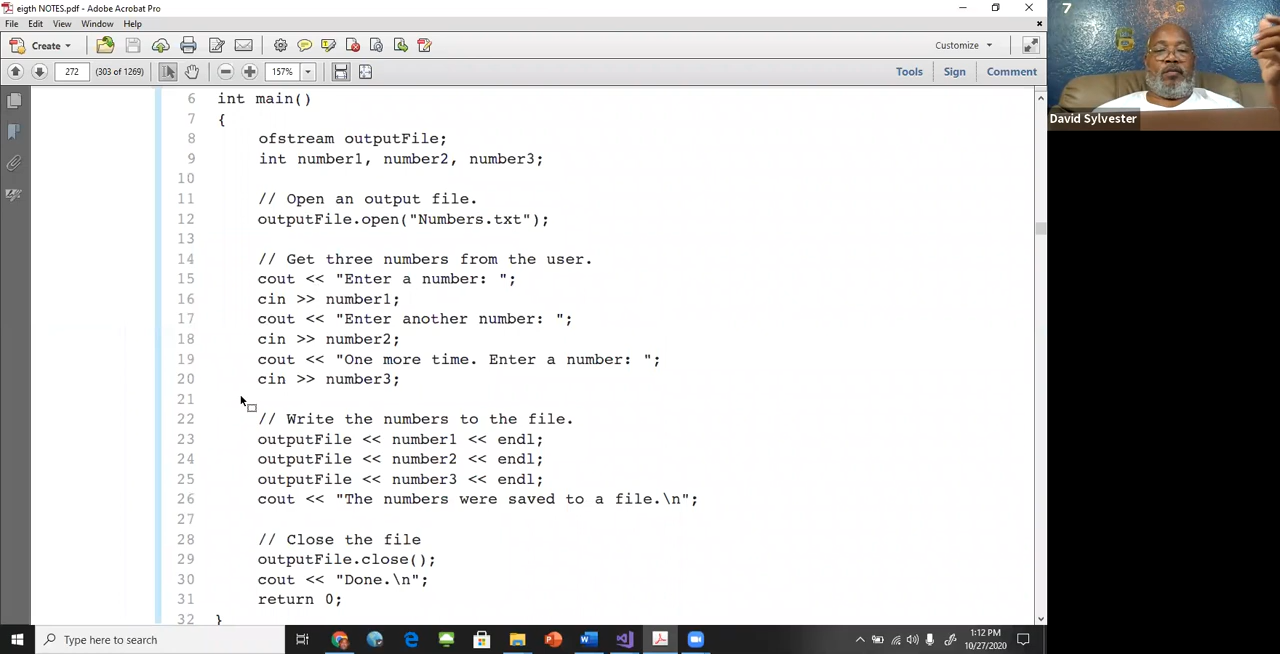 eigth NOTES.pdf - Adobe Acrobat Pro
File Edit View Window Help
Create
Customize
272 (303 of 1269) 157%
Tools Sign Comment
6 int main()
7 {
8 ofstream outputFile;
9 int number1, number2, number3;
10
11 // Open an output file.
12 outputFile.open("Numbers.txt");
13
14 // Get three numbers from the user.
15 cout << "Enter a number: ";
16 cin >> number1;
17 cout << "Enter another number: ";
18 cin >> number2;
19 cout << "One more time. Enter a number: ";
20 cin >> number3;
21
22 // Write the numbers to the file.
23 outputFile << number1 << endl;
24 outputFile << number2 << endl;
25 outputFile << number3 << endl;
26 cout << "The numbers were saved to a file.\n";
27
28 // Close the file
29 outputFile.close();
30 cout << "Done.\n";
31 return 0;
32 }
7
David Sylvester
Type here to search
1:12 PM
10/27/2020